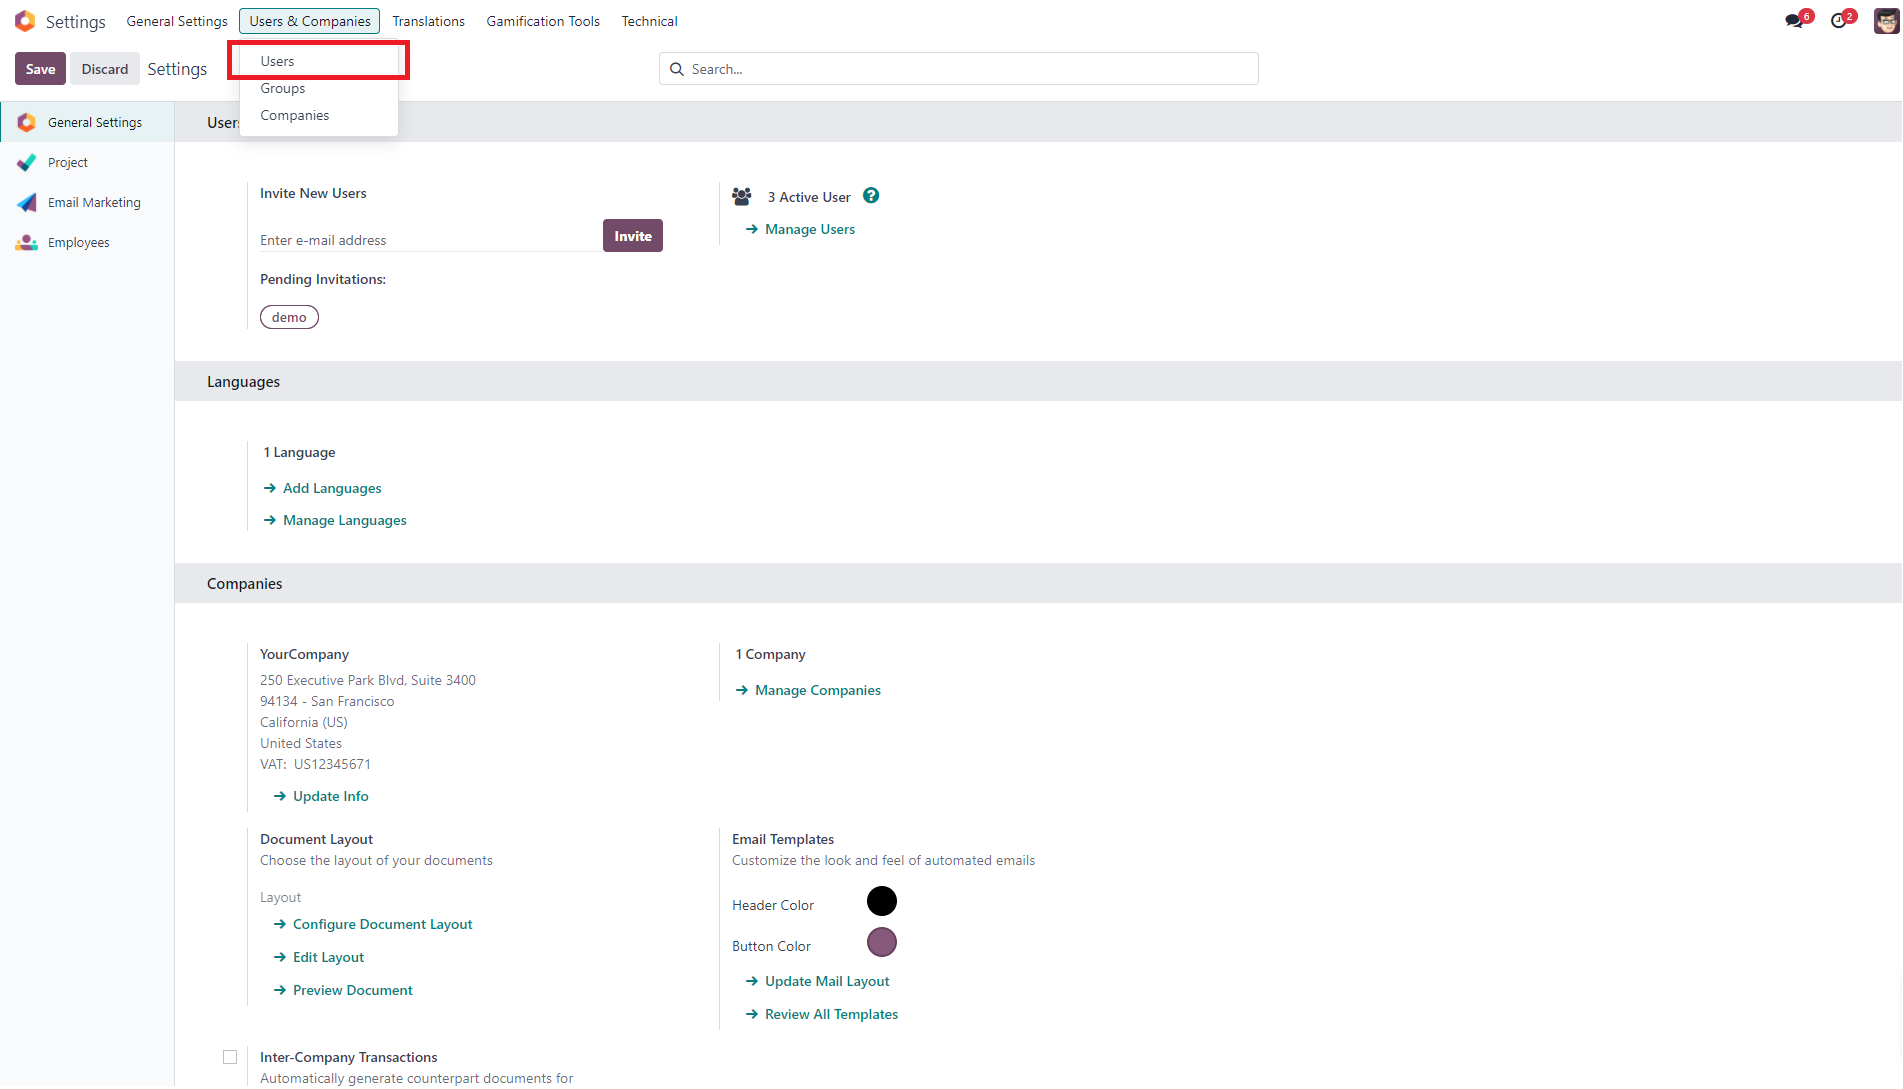 Settings General Settings Users & Companies Translations Gamification Tools Technical 6 2
Save Discard Settings Search...
Users
Groups
Companies
General Settings
Project
Email Marketing
Employees
Users
Invite New Users
Enter e-mail address
Invite
Pending Invitations:
demo
3 Active User ?
Manage Users
Languages
1 Language
Add Languages
Manage Languages
Companies
YourCompany
250 Executive Park Blvd, Suite 3400
94134 - San Francisco
California (US)
United States
VAT: US12345671
Update Info
1 Company
Manage Companies
Document Layout
Choose the layout of your documents
Layout
Configure Document Layout
Edit Layout
Preview Document
Email Templates
Customize the look and feel of automated emails
Header Color
Button Color
Update Mail Layout
Review All Templates
Inter-Company Transactions
Automatically generate counterpart documents for